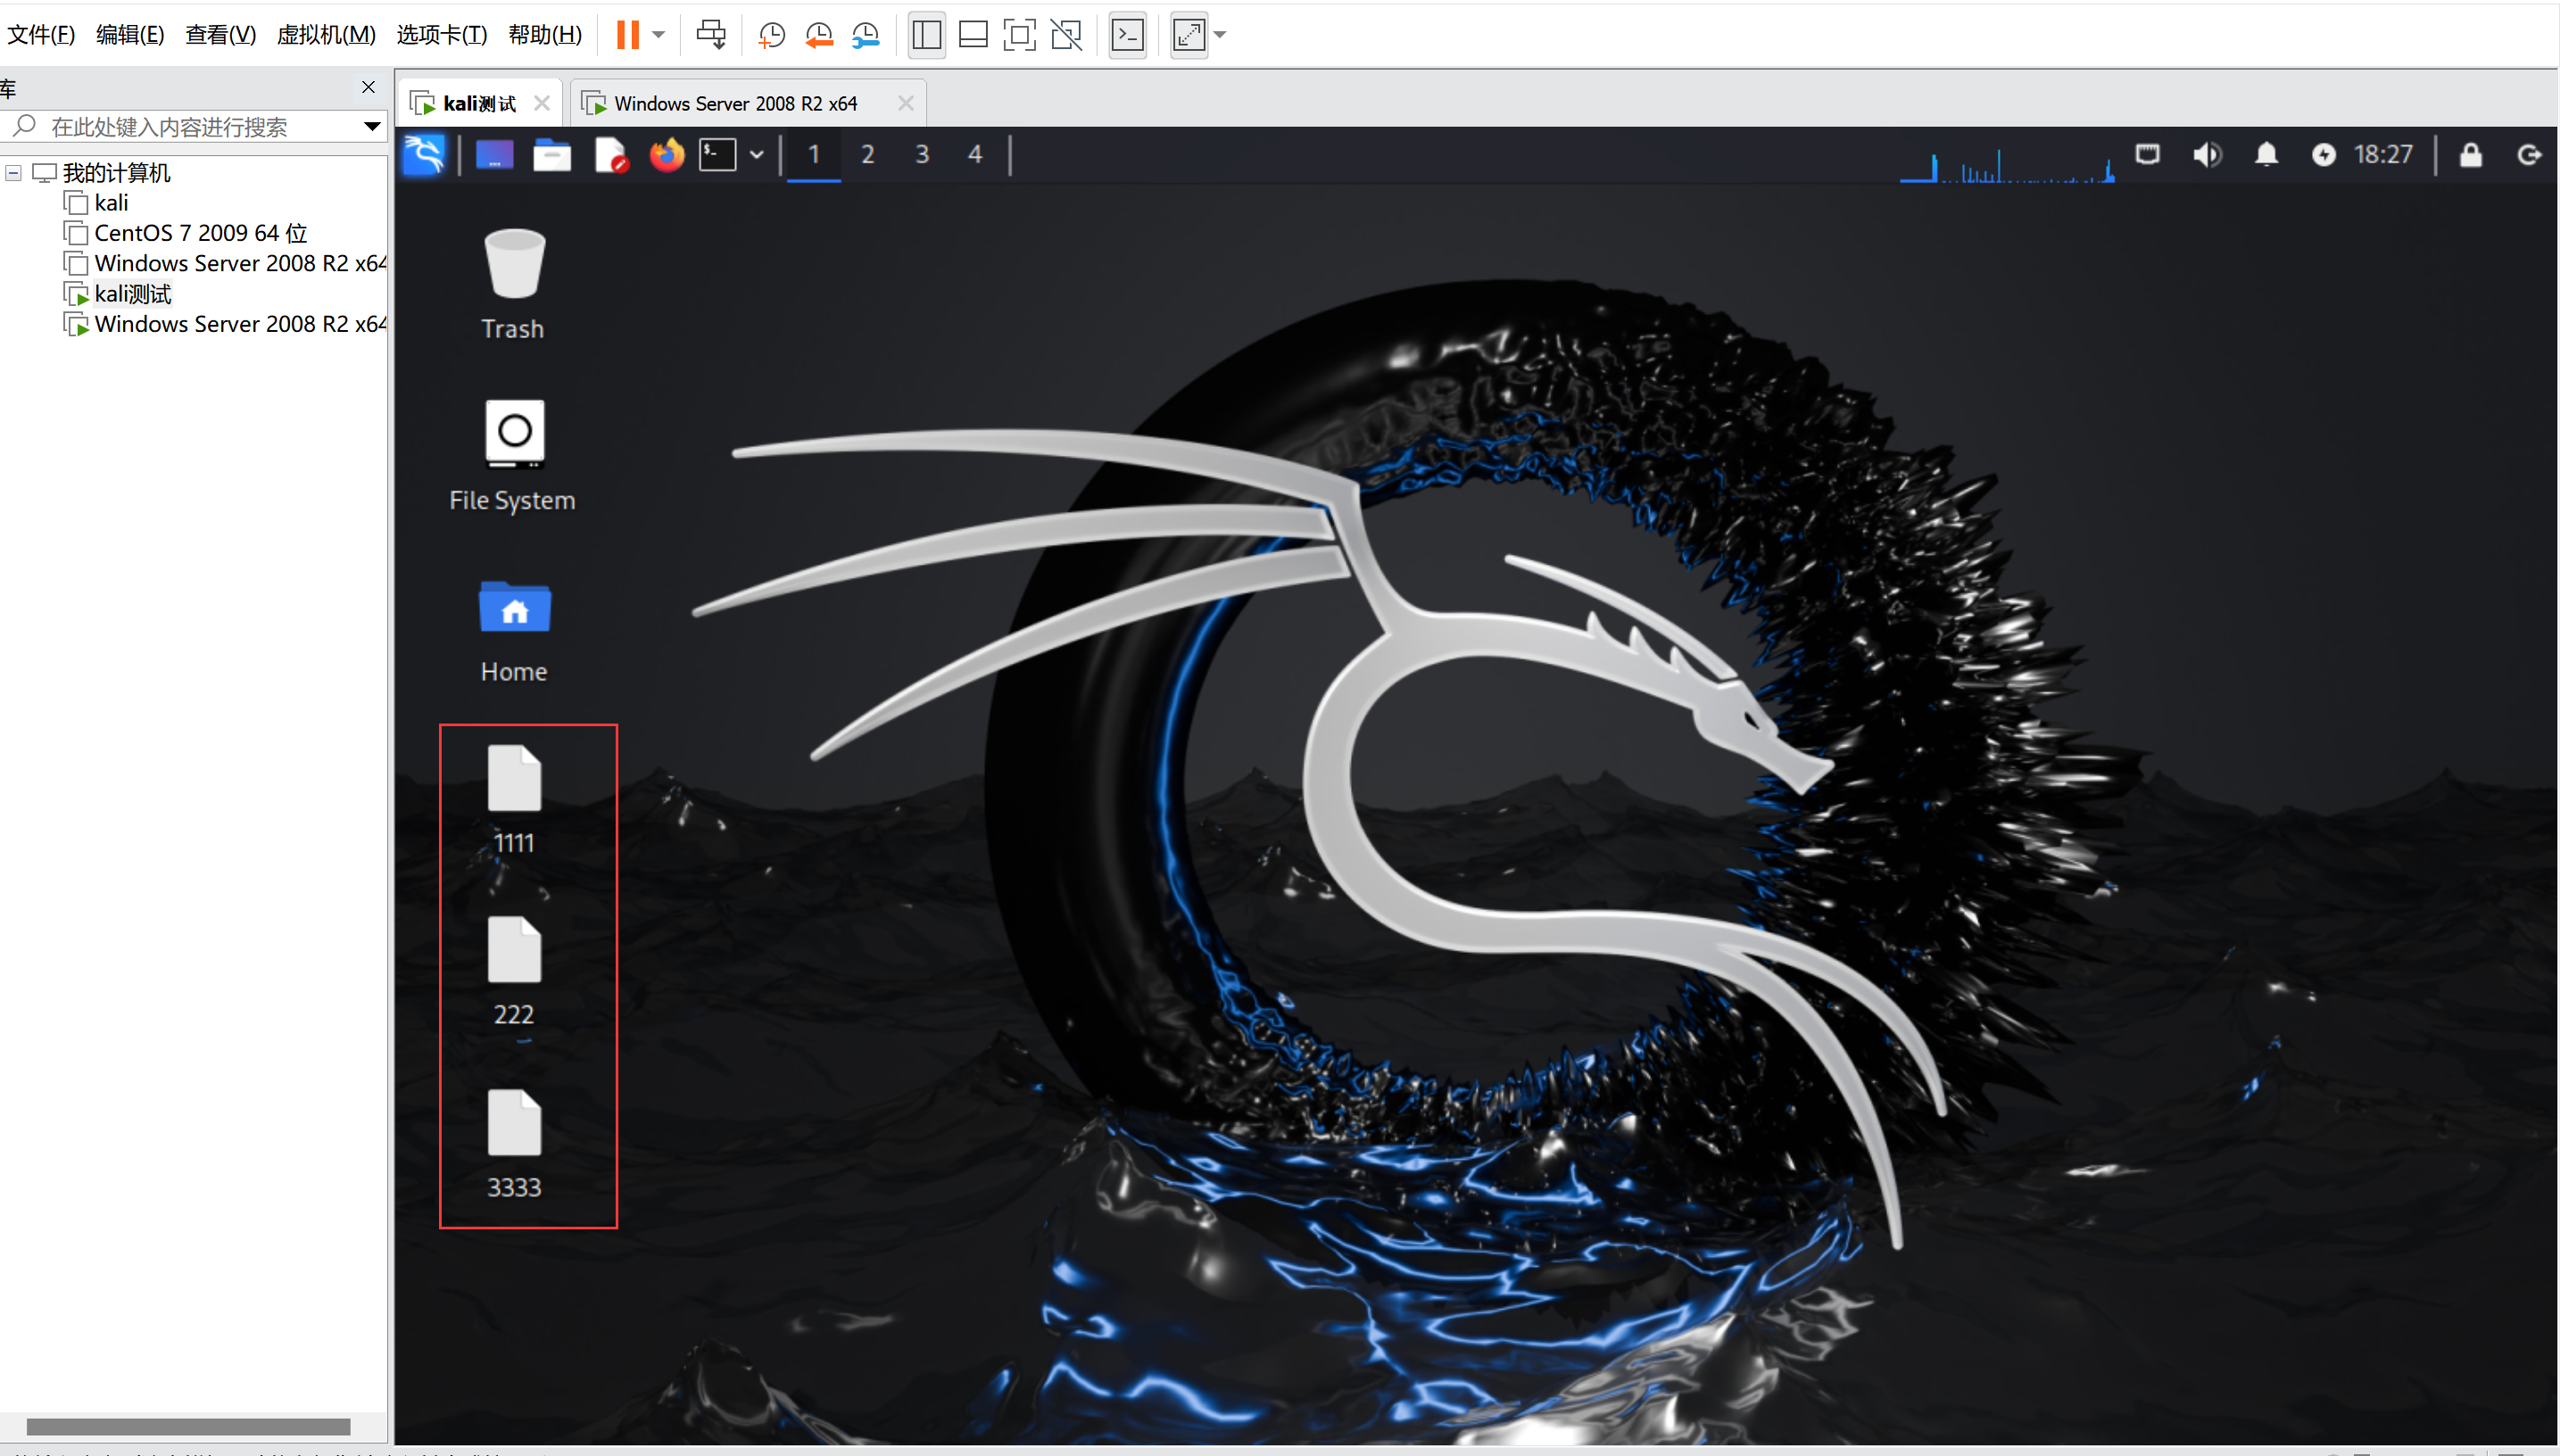 文件(F) 编辑(E) 查看(V) 虚拟机(M) 选项卡(T) 帮助(H)
库
在此处键入内容进行搜索
我的计算机
kali
CentOS 7 2009 64 位
Windows Server 2008 R2 x64
kali测试
Windows Server 2008 R2 x64
kali测试 Windows Server 2008 R2 x64
$-
1 2 3 4
18:27
Trash
File System
Home
1111
222
3333